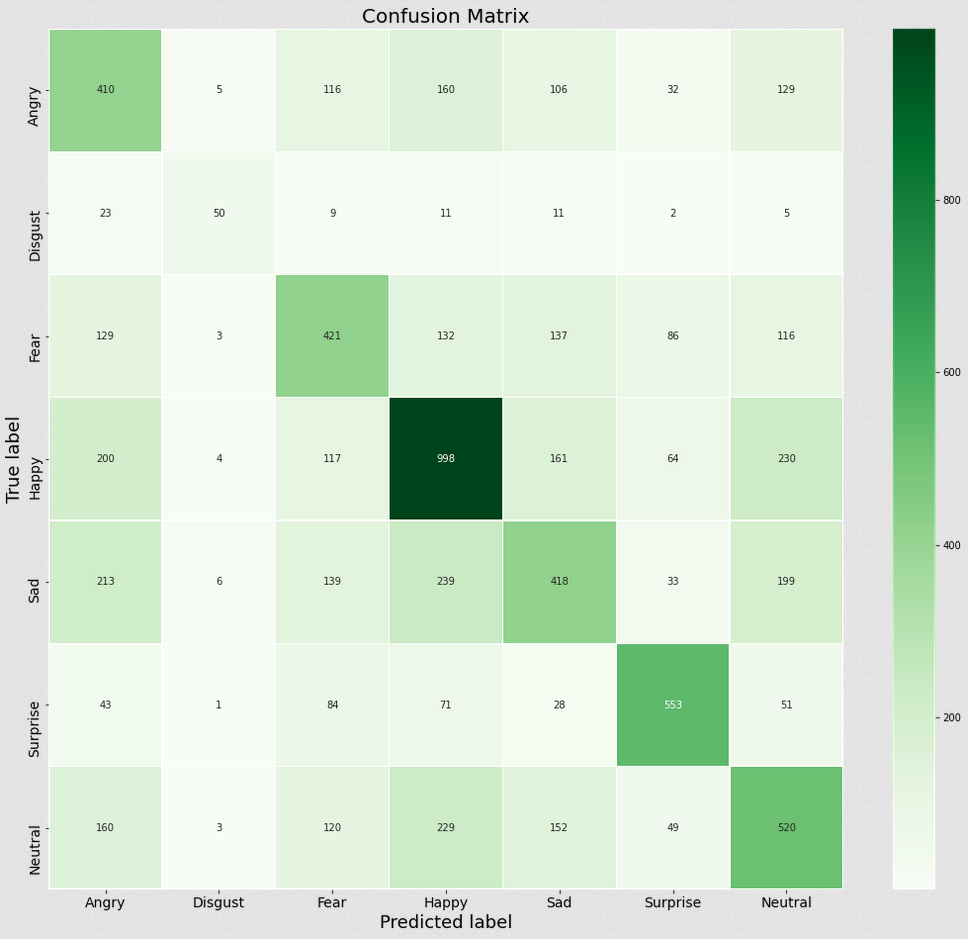 Confusion Matrix
Angry 410 5 116 160 106 32 129
Disgust 23 50 9 11 11 2 5
Fear 129 3 421 132 137 86 116
Happy 200 4 117 998 161 64 230
Sad 213 6 139 239 418 33 199
Surprise 43 1 84 71 28 553 51
Neutral 160 3 120 229 152 49 520
Angry Disgust Fear Happy Sad Surprise Neutral
Predicted label
True label
800
600
400
200